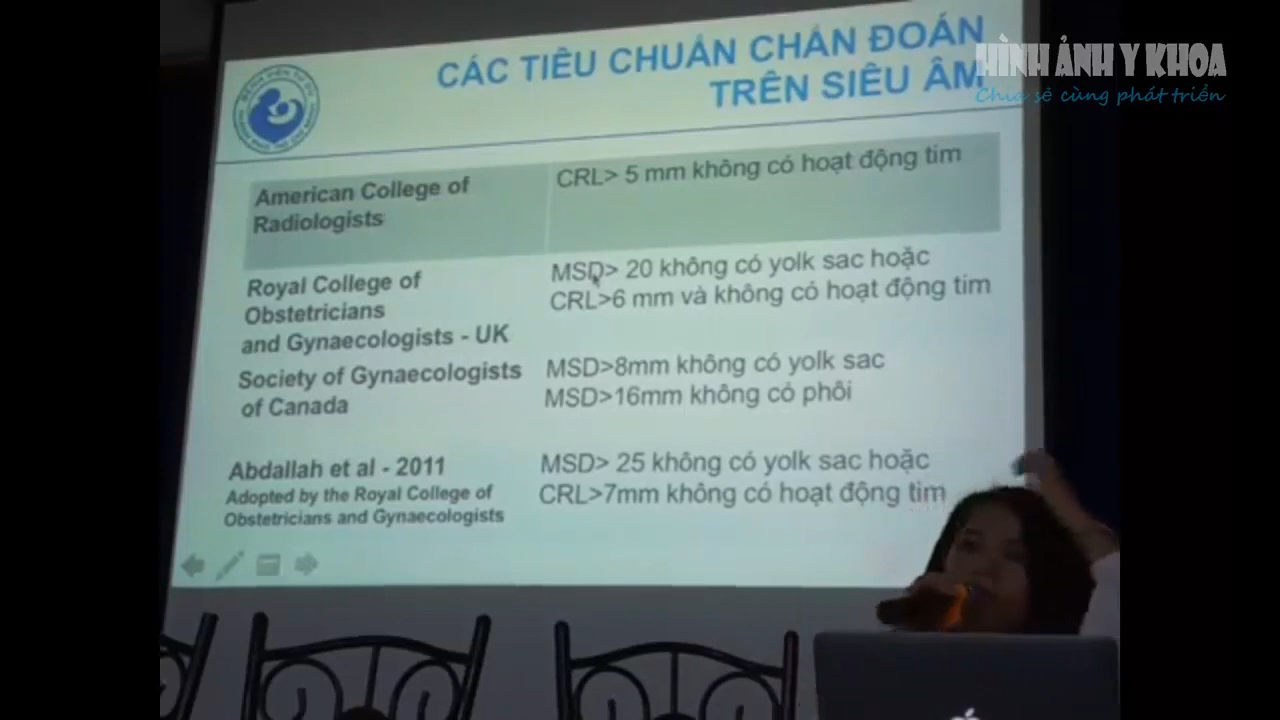 CÁC TIÊU CHUẨN CHẨN ĐOÁN
TRÊN SIÊU ÂM
HÌNH ẢNH Y KHOA
Chia sẻ cùng phát triển
American College of
Radiologists
CRL> 5 mm không có hoạt động tim
Royal College of
Obstetricians
and Gynaecologists - UK
MSD> 20 không có yolk sac hoặc
CRL>6 mm và không có hoạt động tim
Society of Gynaecologists
of Canada
MSD>8mm không có yolk sac
MSD>16mm không có phôi
Abdallah et al - 2011
Adopted by the Royal College of
Obstetricians and Gynaecologists
MSD> 25 không có yolk sac hoặc
CRL>7mm không có hoạt động tim